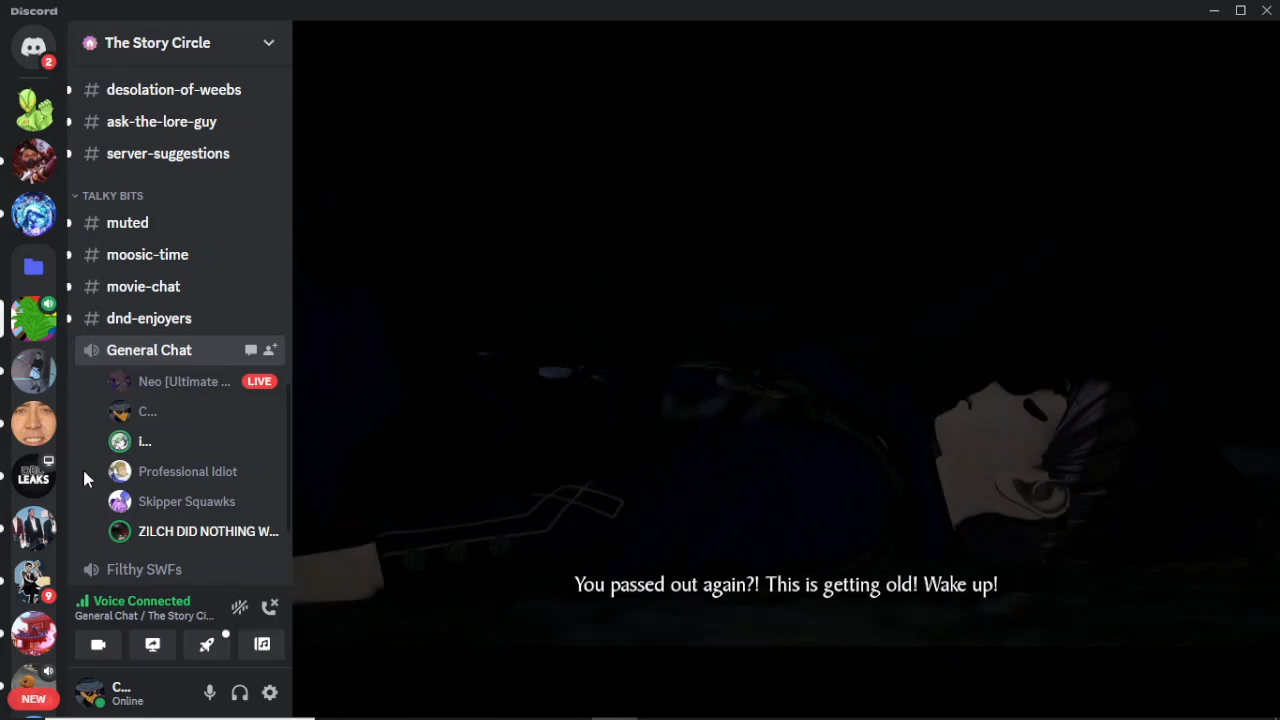 Discord
2
The Story Circle
desolation-of-weebs
ask-the-lore-guy
server-suggestions
TALKY BITS
muted
moosic-time
movie-chat
dnd-enjoyers
General Chat
Neo [Ultimate ...
LIVE
C...
i...
Professional Idiot
Skipper Squawks
ZILCH DID NOTHING W...
Filthy SWFs
LEAKS
9
NEW
Voice Connected
General Chat / The Story Ci...
C...
Online
You passed out again?! This is getting old! Wake up!